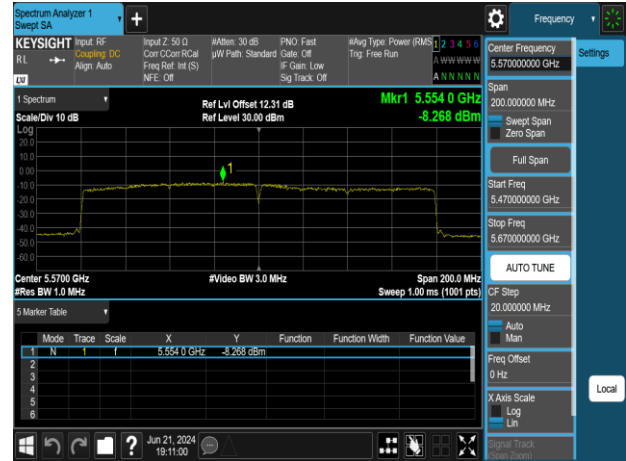 Spectrum Analyzer 1
Swept SA
Frequency
KEYSIGHT
RL
LXI
Input: RF
Coupling: DC
Align: Auto
Input Z: 50 Ω
Corr CCorr RCal
Freq Ref: Int (S)
NFE: Off
#Atten: 30 dB
µW Path: Standard
PNO: Fast
Gate: Off
IF Gain: Low
Sig Track: Off
#Avg Type: Power (RMS
Trig: Free Run
1 2 3 4 5 6
A W W W W W
A N N N N N
1 Spectrum
Scale/Div 10 dB
Ref Lvl Offset 12.31 dB
Ref Level 30.00 dBm
Mkr1 5.554 0 GHz
-8.268 dBm
Log
20.0
10.0
0.00
-10.0
-20.0
-30.0
-40.0
-50.0
-60.0
1
Center 5.5700 GHz
#Res BW 1.0 MHz
#Video BW 3.0 MHz
Span 200.0 MHz
Sweep 1.00 ms (1001 pts)
5 Marker Table
Mode Trace Scale X Y Function Function Width Function Value
1 N 1 f 5.554 0 GHz -8.268 dBm
2
3
4
5
6
Jun 21, 2024
19:11:00
Center Frequency
5.570000000 GHz
Span
200.000000 MHz
Swept Span
Zero Span
Full Span
Start Freq
5.470000000 GHz
Stop Freq
5.670000000 GHz
AUTO TUNE
CF Step
20.000000 MHz
Auto
Man
Freq Offset
0 Hz
X Axis Scale
Log
Lin
Signal Track
(Span Zoom)
Settings
Local